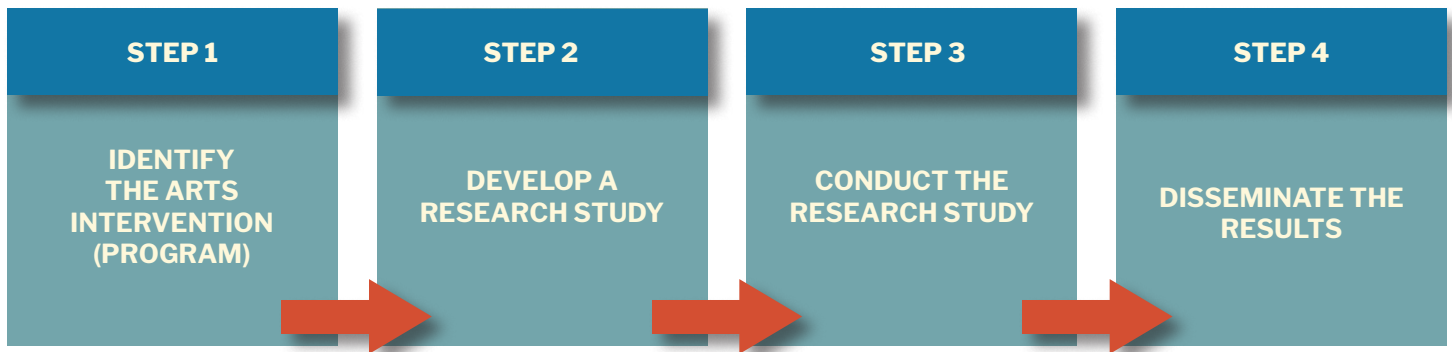 STEP 1
IDENTIFY
THE ARTS
INTERVENTION
(PROGRAM)
STEP 2
DEVELOP A
RESEARCH STUDY
STEP 3
CONDUCT THE
RESEARCH STUDY
STEP 4
DISSEMINATE THE
RESULTS